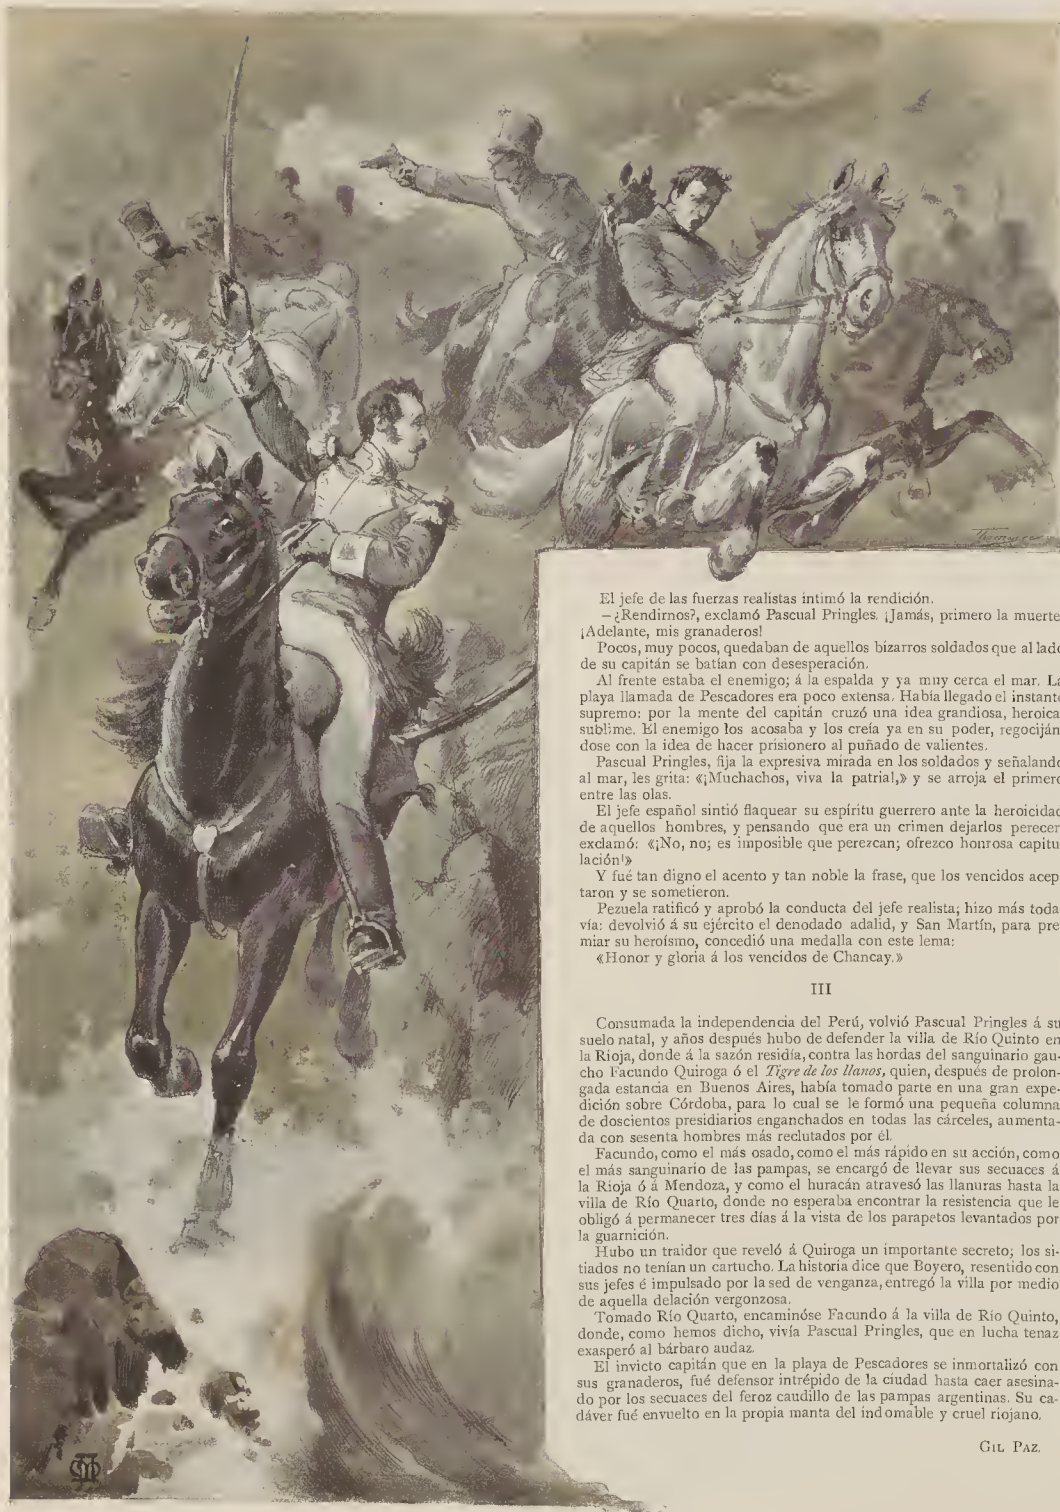 El jefe de las fuerzas realistas intimó la rendición.
– ¿Rendirnos?, exclamó Pascual Pringles. ¡Jamás, primero la muerte
¡Adelante, mis granaderos!
Pocos, muy pocos, quedaban de aquellos bizarros soldados que al lado
de su capitán se batían con desesperación.
Al frente estaba el enemigo; á la espalda y ya muy cerca el mar. La
playa llamada de Pescadores era poco extensa. Había llegado el instante
supremo: por la mente del capitán cruzó una idea grandiosa, heroica
sublime. El enemigo los acosaba y los creía ya en su poder, regociján
dose con la idea de hacer prisionero al puñado de valientes.
Pascual Pringles, fija la expresiva mirada en los soldados y señalando
al mar, les grita: «¡Muchachos, viva la patrial,» y se arroja el primero
entre las olas.
El jefe español sintió flaquear su espíritu guerrero ante la heroicidad
de aquellos hombres, y pensando que era un crimen dejarlos perecer
exclamó: «¡No, no; es imposible que perezcan; ofrezco honrosa capitu
lación!»
Y fué tan digno el acento y tan noble la frase, que los vencidos acep
taron y se sometieron.
Pezuela ratificó y aprobó la conducta del jefe realista; hizo más toda
vía: devolvió á su ejército el denodado adalid, y San Martín, para pre
miar su heroísmo, concedió una medalla con este lema:
«Honor y gloria á los vencidos de Chancay.»
III
Consumada la independencia del Perú, volvió Pascual Pringles á su
suelo natal, y años después hubo de defender la villa de Río Quinto en
la Rioja, donde á la sazón residía, contra las hordas del sanguinario gau-
cho Facundo Quiroga ó el Tigre de los llanos, quien, después de prolon-
gada estancia en Buenos Aires, había tomado parte en una gran expe-
dición sobre Córdoba, para lo cual se le formó una pequeña columna
de doscientos presidiarios enganchados en todas las cárceles, aumenta-
da con sesenta hombres más reclutados por él.
Facundo, como el más osado, como el más rápido en su acción, como
el más sanguinario de las pampas, se encargó de llevar sus secuaces á
la Rioja ó á Mendoza, y como el huracán atravesó las llanuras hasta la
villa de Río Quarto, donde no esperaba encontrar la resistencia que le
obligó á permanecer tres días á la vista de los parapetos levantados por
la guarnición.
Hubo un traidor que reveló á Quiroga un importante secreto; los si-
tiados no tenían un cartucho. La historia dice que Boyero, resentido con
sus jefes é impulsado por la sed de venganza, entregó la villa por medio
de aquella delación vergonzosa.
Tomado Río Quarto, encaminóse Facundo á la villa de Río Quinto,
donde, como hemos dicho, vivía Pascual Pringles, que en lucha tenaz
exasperó al bárbaro audaz.
El invicto capitán que en la playa de Pescadores se inmortalizó con
sus granaderos, fué defensor intrépido de la ciudad hasta caer asesina-
do por los secuaces del feroz caudillo de las pampas argentinas. Su ca-
dáver fué envuelto en la propia manta del indomable y cruel riojano.
GIL PAZ.